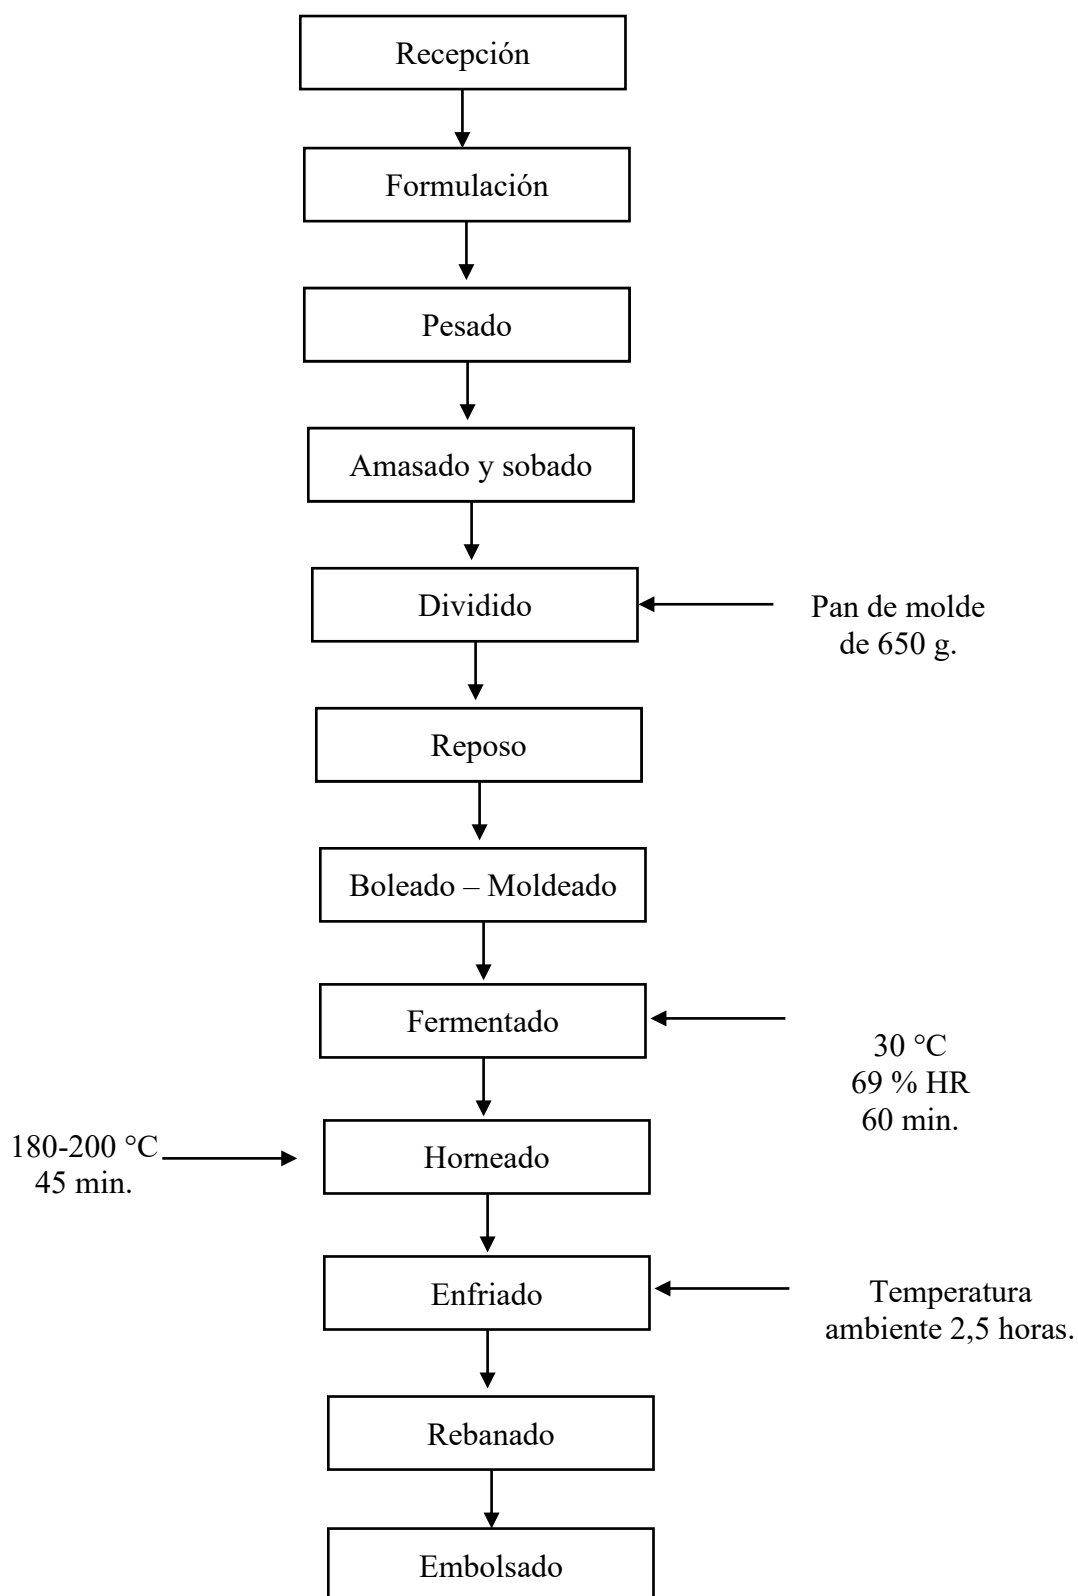 Recepción
Formulación
Pesado
Amasado y sobado
Dividido
Pan de molde
de 650 g.
Reposo
Boleado – Moldeado
Fermentado
30 °C
69 % HR
60 min.
180-200 °C
45 min.
Horneado
Enfriado
Temperatura
ambiente 2,5 horas.
Rebanado
Embolsado